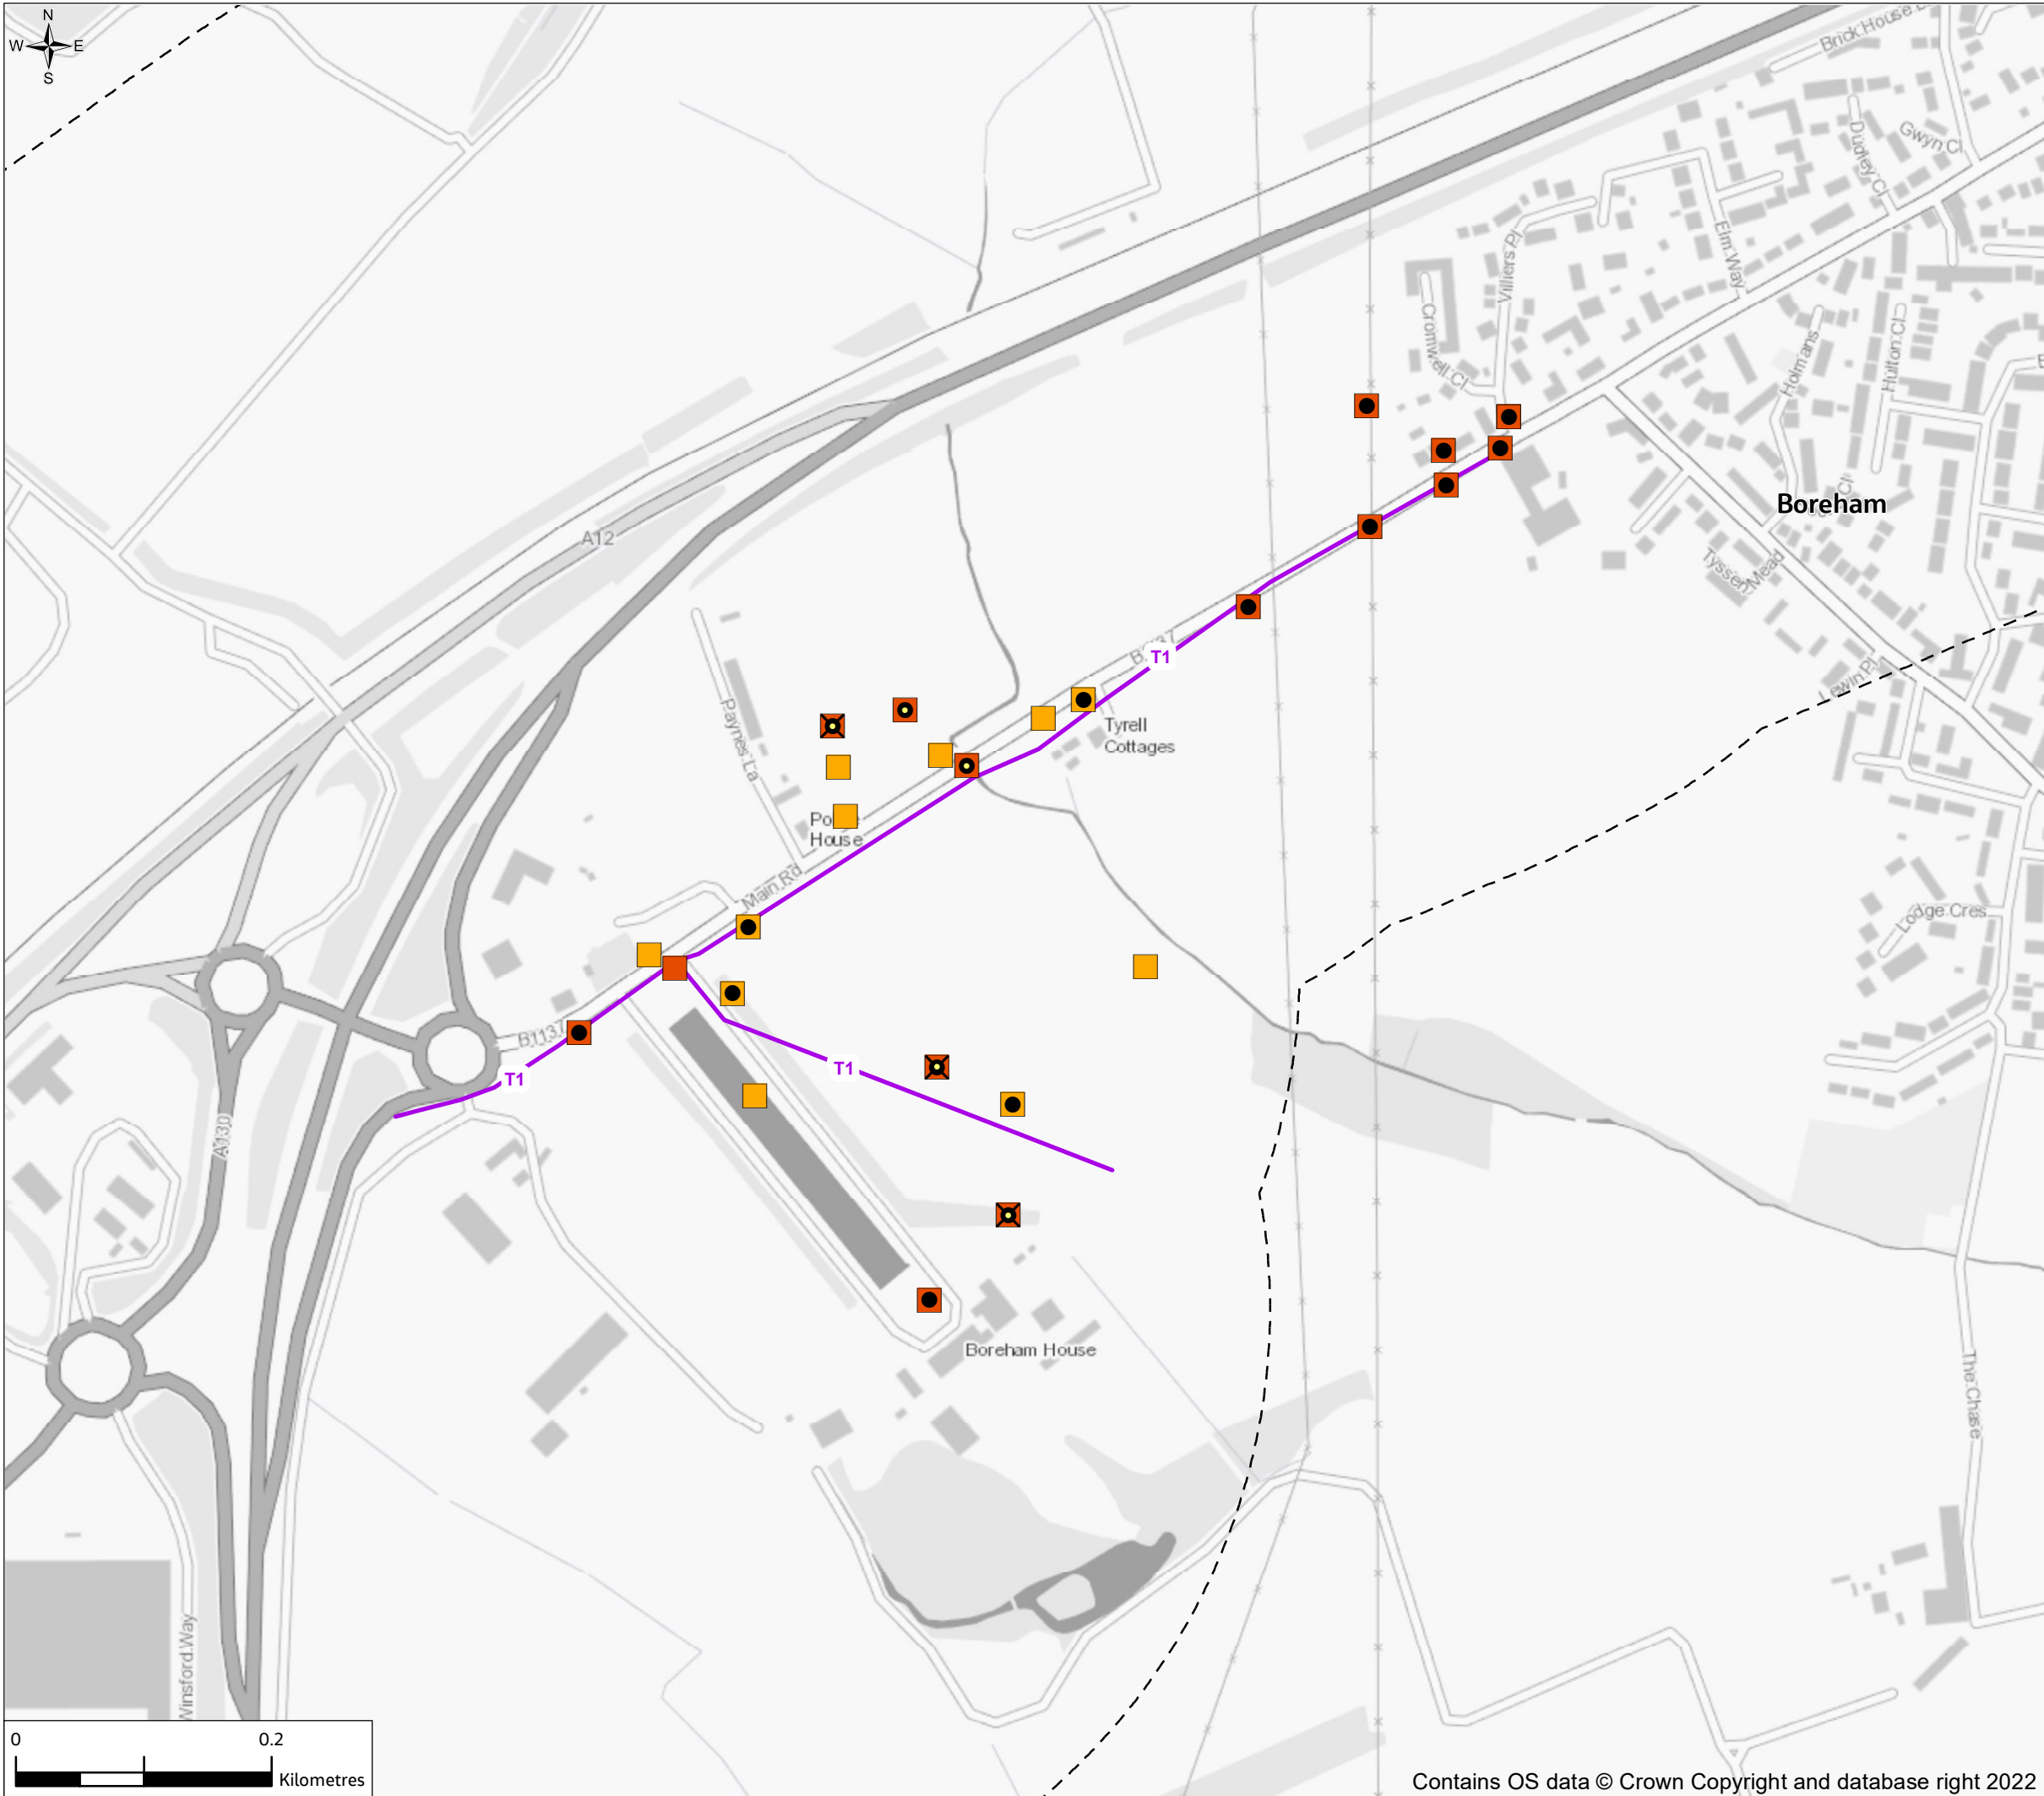 N
W E
S
Brick House
Dudley Cl
Gwyn Cl
Elm Way
Villiers Pl
Cromwell Cl
Holmans
Hulton Cl
Cl
Boreham
A12
Tyssen Mead
T1
Lewin Pl
Paynes La
Tyrell
Cottages
House
Main Rd
Lodge Cres
B1137
T1
T1
A130
Boreham House
The Chase
Winsford Way
0 0.2
Kilometres
Contains OS data © Crown Copyright and database right 2022